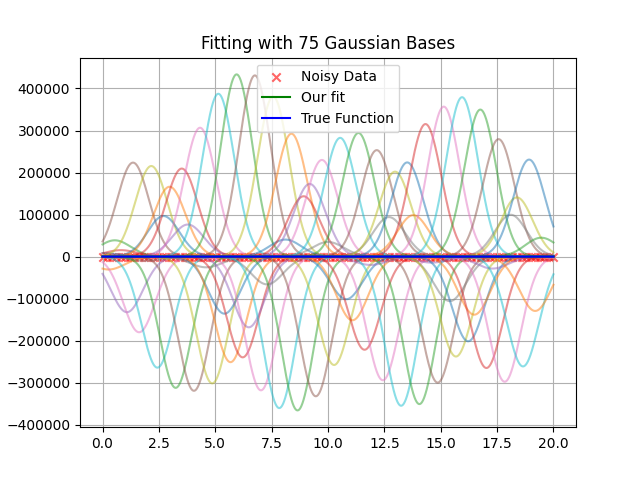 Fitting with 75 Gaussian Bases
Noisy Data
Our fit
True Function
400000
300000
200000
100000
0
−100000
−200000
−300000
−400000
0.0 2.5 5.0 7.5 10.0 12.5 15.0 17.5 20.0